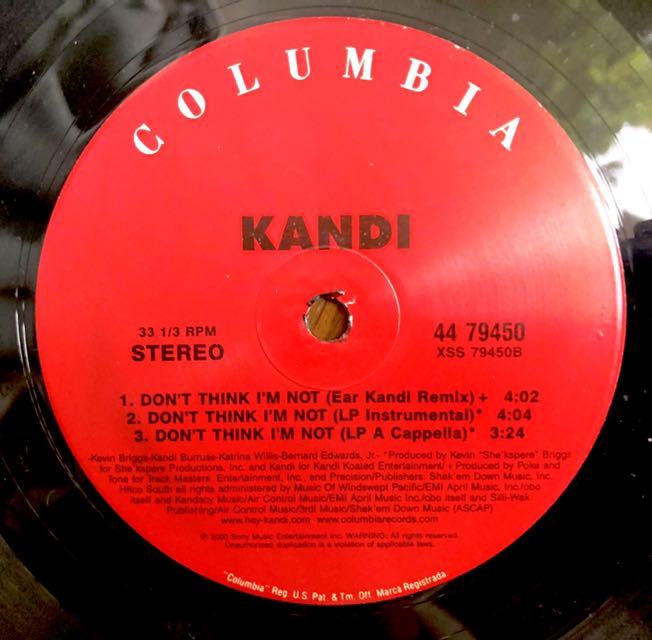 COLUMBIA
KANDI
33 1/3 RPM
STEREO
44 79450
XSS 79450B
1. DON'T THINK I'M NOT (Ear Kandi Remix) + 4:02
2. DON'T THINK I'M NOT (LP Instrumental)* 4:04
3. DON'T THINK I'M NOT (LP A Cappella)* 3:24
-Kevin Briggs-Kandi Burruss-Katrina Willis-Bernard Edwards, Jr.- *Produced by Kevin "She'kspere" Briggs
for She'kspere Productions, Inc. and Kandi for Kandi Koated Entertainment/ + Produced by Poke and
Tone for Track Masters Entertainment, Inc., and Precision/Publishers: Shek'em Down Music, Inc./
Hitco South all rights administered by Music Of Windswept Pacific/EMI April Music, Inc./obo
itself and Kandacy Music/Air Control Music/EMI April Music Inc./obo itself and Silli-Wak
Publishing/Air Control Music/3rdl Music/Shek'em Down Music (ASCAP)
www.hey-kandi.com www.columbiarecords.com
℗ 2000 Sony Music Entertainment Inc. WARNING: All rights reserved.
Unauthorized duplication is a violation of applicable laws.
"Columbia" Reg. U.S. Pat. & Tm. Off. Marca Registrada